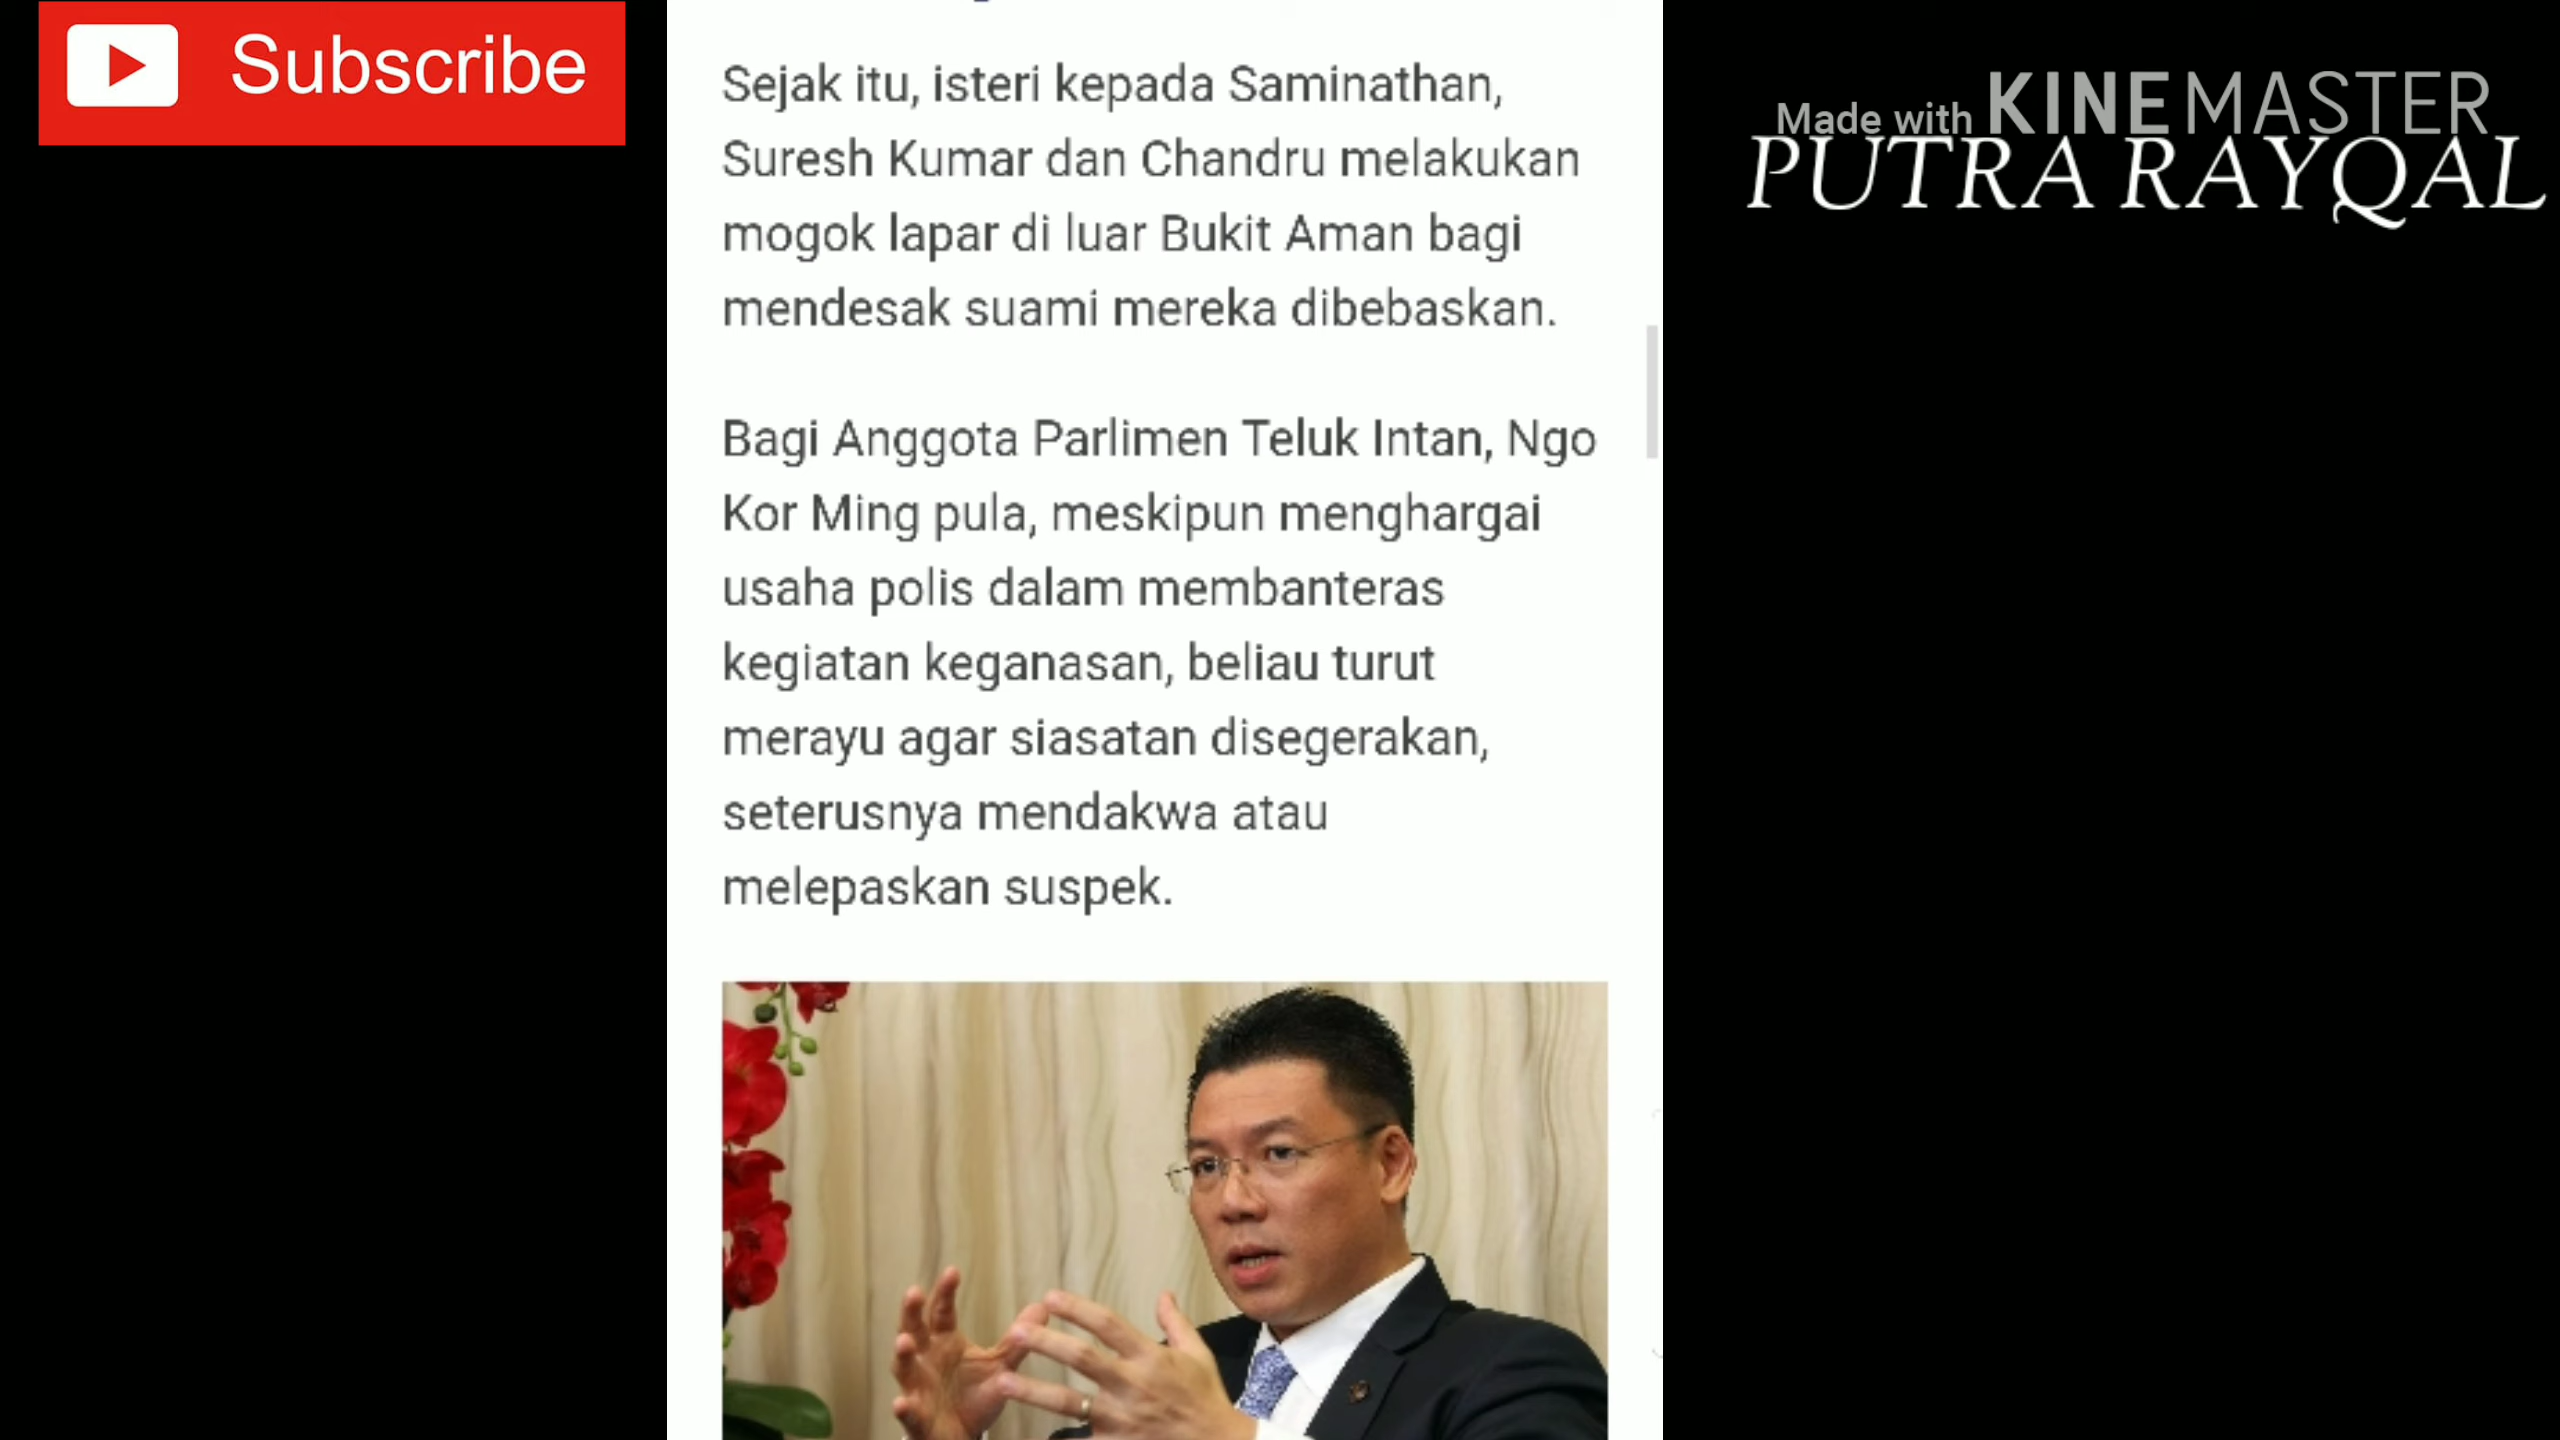 Subscribe
Made with KINEMASTER
PUTRA RAYQAL
Sejak itu, isteri kepada Saminathan,
Suresh Kumar dan Chandru melakukan
mogok lapar di luar Bukit Aman bagi
mendesak suami mereka dibebaskan.
Bagi Anggota Parlimen Teluk Intan, Ngo
Kor Ming pula, meskipun menghargai
usaha polis dalam membanteras
kegiatan keganasan, beliau turut
merayu agar siasatan disegerakan,
seterusnya mendakwa atau
melepaskan suspek.